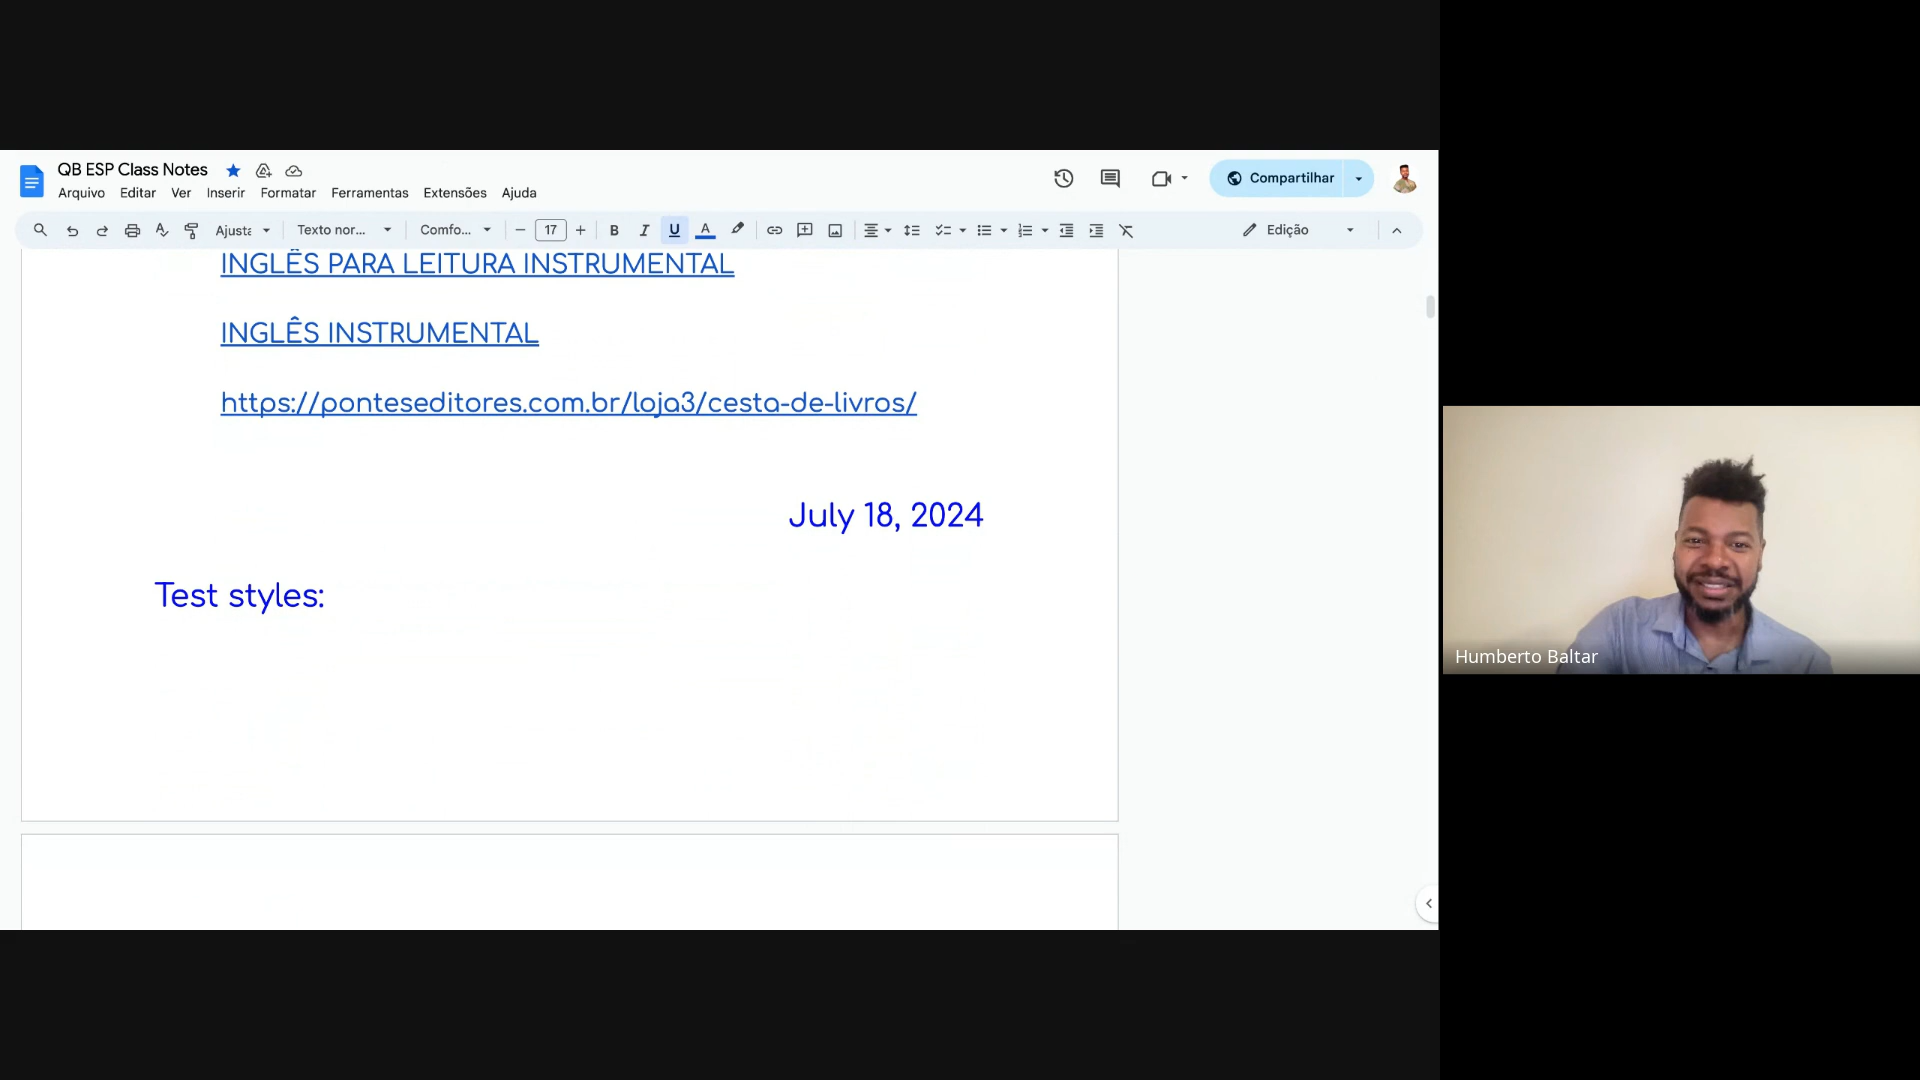 QB ESP Class Notes
Arquivo Editar Ver Inserir Formatar Ferramentas Extensões Ajuda
Compartilhar
Ajusta Texto nor... Comfo... 17 B I U A Edição
INGLÊS PARA LEITURA INSTRUMENTAL
INGLÊS INSTRUMENTAL
https://ponteseditores.com.br/loja3/cesta-de-livros/
July 18, 2024
Test styles:
Humberto Baltar